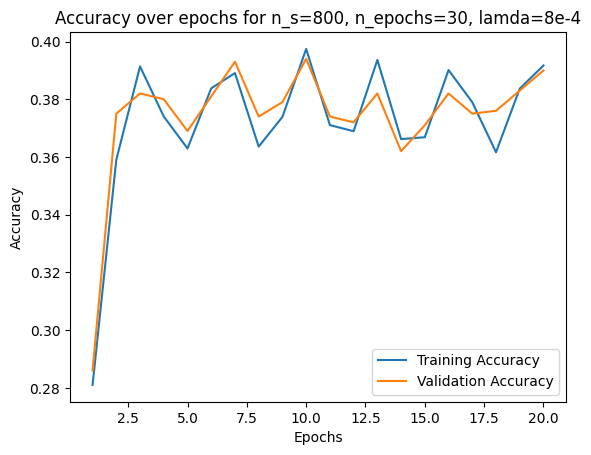 Accuracy over epochs for n_s=800, n_epochs=30, lamda=8e-4
0.40
0.38
0.36
0.34
0.32
0.30
0.28
Accuracy
Training Accuracy
Validation Accuracy
2.5 5.0 7.5 10.0 12.5 15.0 17.5 20.0
Epochs